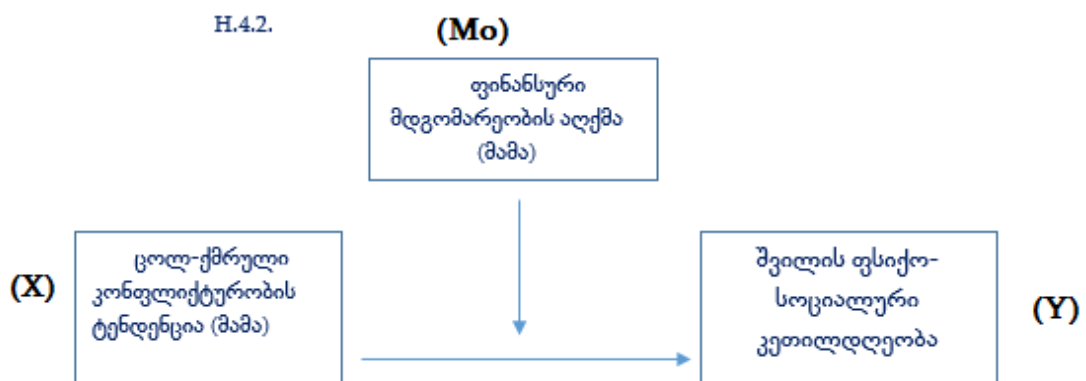 H.4.2.
(Mo)
ფინანსური
მდგომარეობის აღქმა
(მამა)
(X)
ცოლ-ქმრული
კონფლიქტურობის
ტენდენცია (მამა)
შვილის ფსიქო-
სოციალური
კეთილდღეობა
(Y)